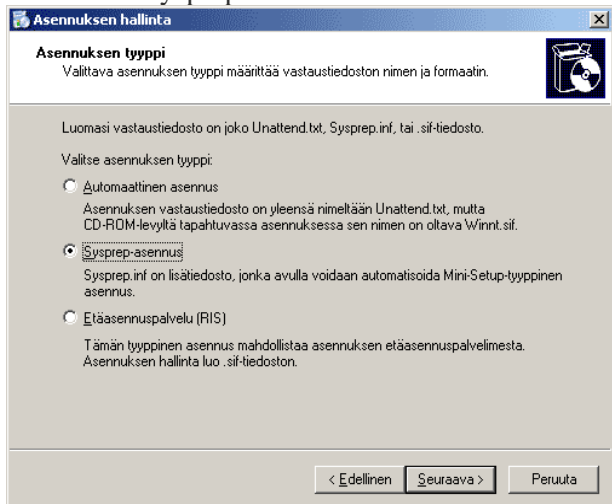 Asennuksen hallinta
Asennuksen tyyppi
Valittava asennuksen tyyppi määrittää vastaustiedoston nimen ja formaatin.
Luomasi vastaustiedosto on joko Unattend.txt, Sysprep.inf, tai .sif-tiedosto.
Valitse asennuksen tyyppi:
Automaattinen asennus
Asennuksen vastaustiedosto on yleensä nimeltään Unattend.txt, mutta
CD-ROM-levyltä tapahtuvassa asennuksessa sen nimen on oltava Winnt.sif.
Sysprep-asennus
Sysprep.inf on lisätiedosto, jonka avulla voidaan automatisoida Mini-Setup-tyyppinen
asennus.
Etäasennuspalvelu (RIS)
Tämän tyyppinen asennus mahdollistaa asennuksen etäasennuspalvelimesta.
Asennuksen hallinta luo .sif-tiedoston.
< Edellinen Seuraava > Peruuta